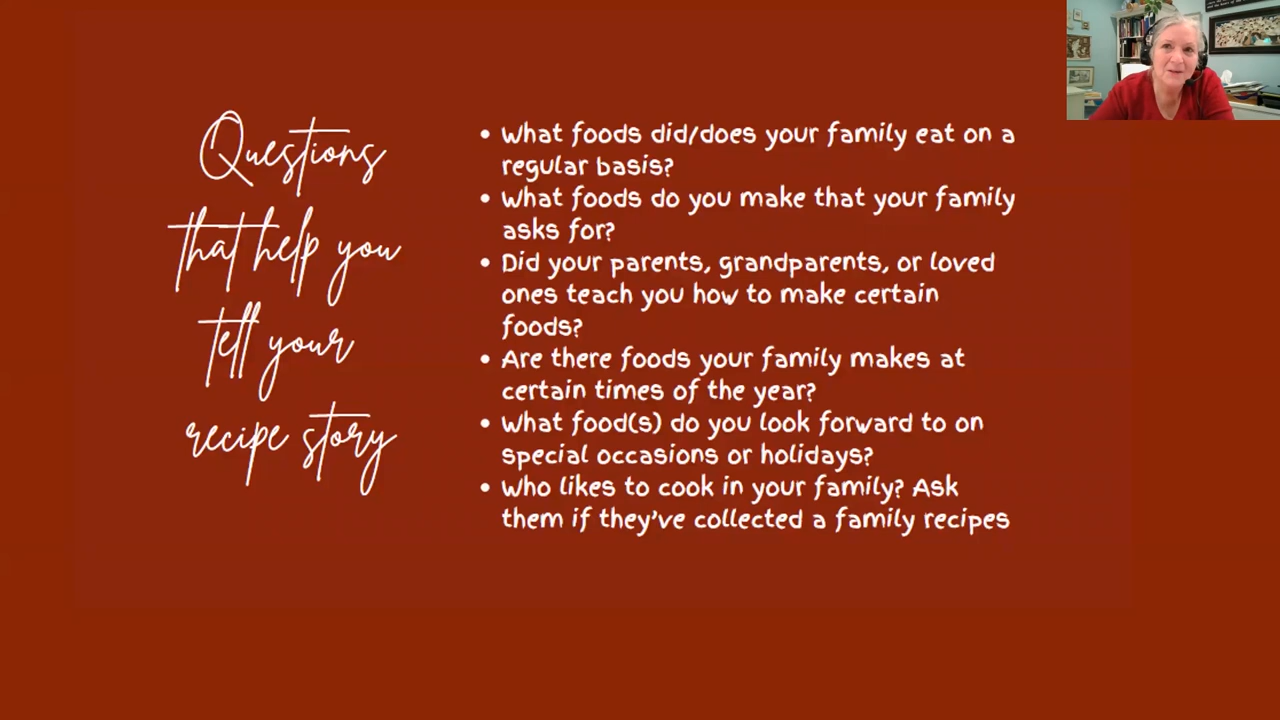 Questions
that help you
tell your
recipe story
• What foods did/does your family eat on a
regular basis?
• What foods do you make that your family
asks for?
• Did your parents, grandparents, or loved
ones teach you how to make certain
foods?
• Are there foods your family makes at
certain times of the year?
• What food(s) do you look forward to on
special occasions or holidays?
• Who likes to cook in your family? Ask
them if they've collected a family recipes